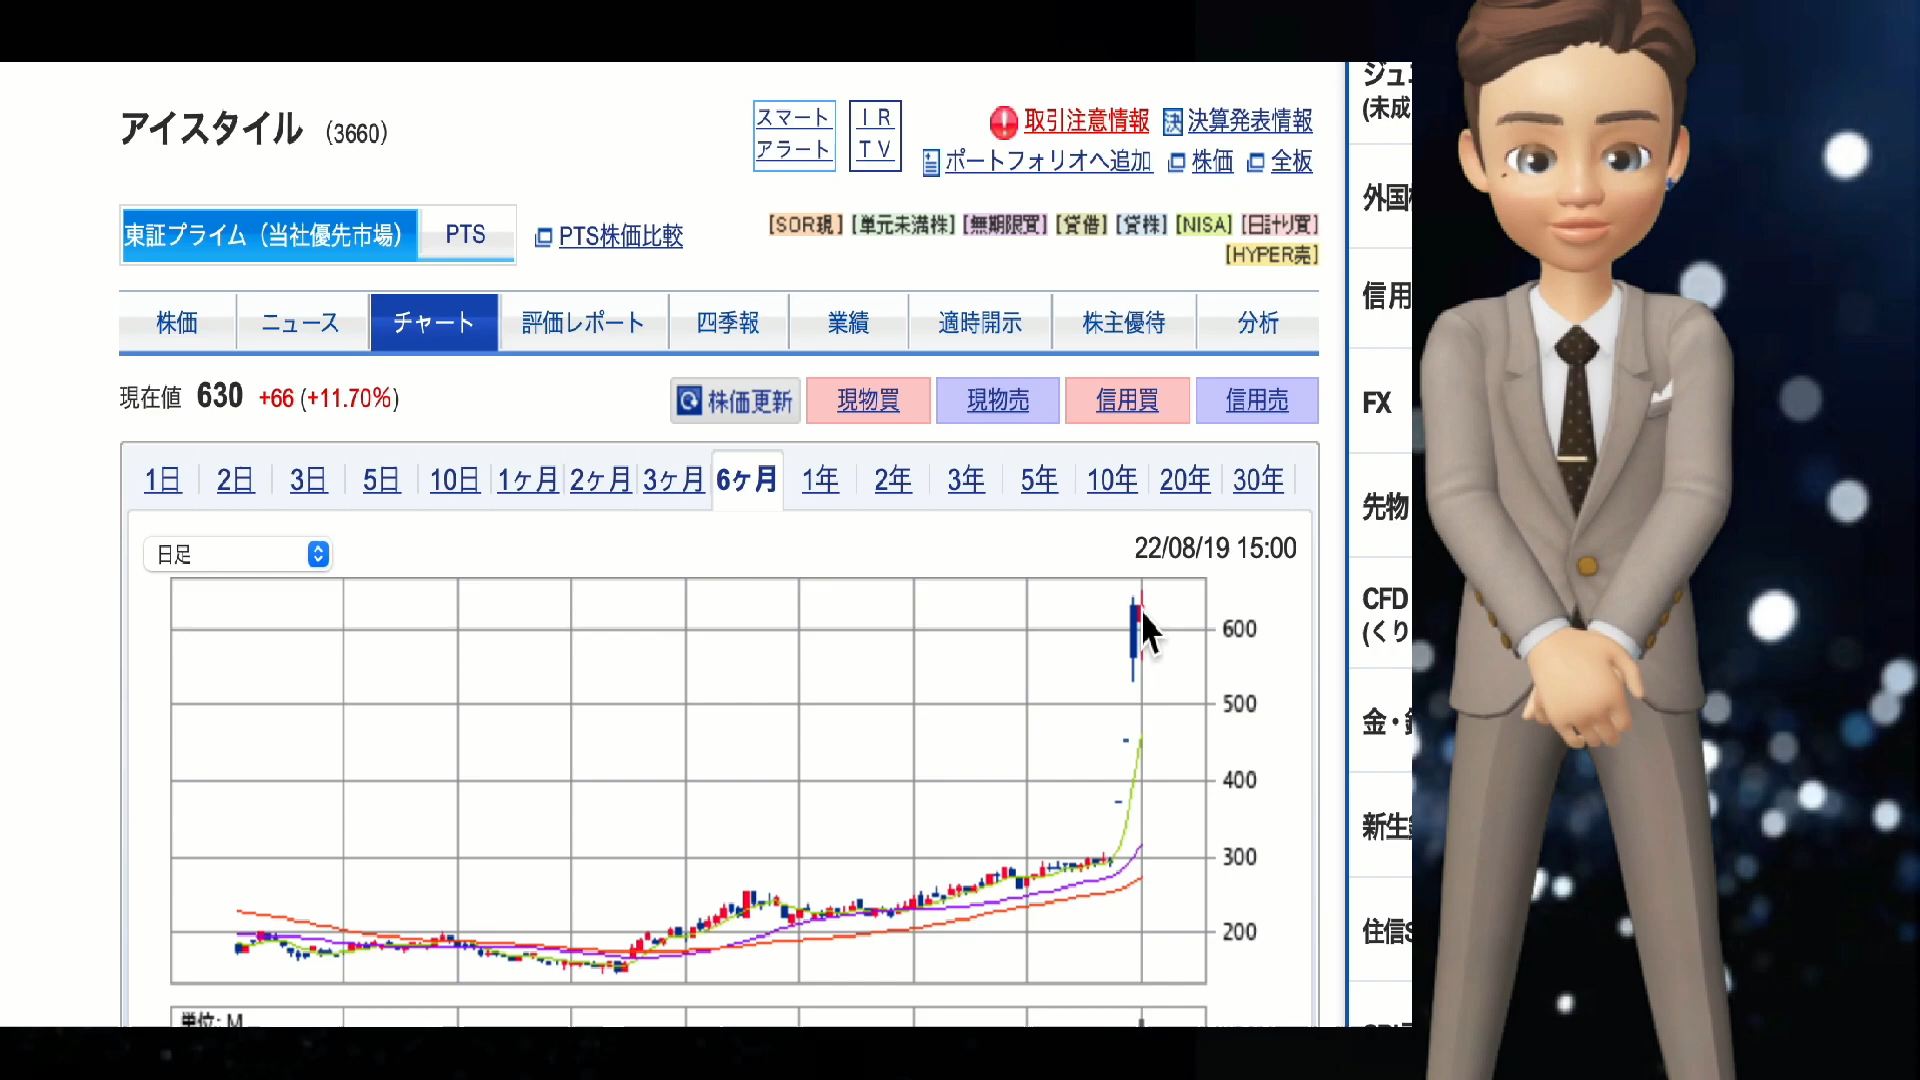 アイスタイル (3660)
スマート
アラート
IR
TV
取引注意情報 決 決算発表情報
ポートフォリオへ追加 株価 全板
東証プライム（当社優先市場） PTS PTS株価比較
[SOR現] [単元未満株] [無期限買] [貸借] [貸株] [NISA] [日計り買]
[HYPER売]
株価 ニュース チャート 評価レポート 四季報 業績 適時開示 株主優待 分析
現在値 630 +66 (+11.70%)
株価更新 現物買 現物売 信用買 信用売
1日 2日 3日 5日 10日 1ヶ月 2ヶ月 3ヶ月 6ヶ月 1年 2年 3年 5年 10年 20年 30年
日足
22/08/19 15:00
600
500
400
300
200
単位: M
ジュ
(未成
外国
信用
FX
先物
CFD
(くり
金・
新生
住信